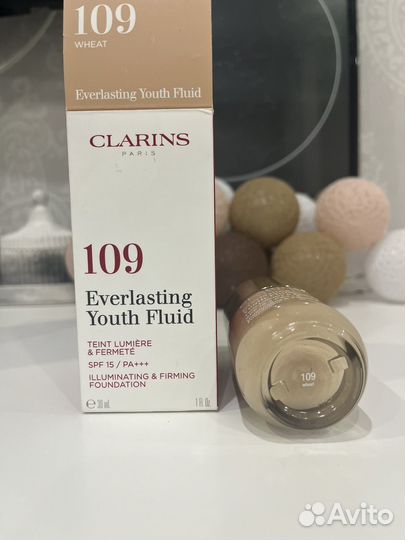 109
WHEAT
Everlasting Youth Fluid
CLARINS
PARIS
109
Everlasting
Youth Fluid
TEINT LUMIÈRE
& FERMETÉ
SPF 15 / PA+++
ILLUMINATING & FIRMING
FOUNDATION
℮ 30 ml
1 fl Oz.
109
wheat
Avito